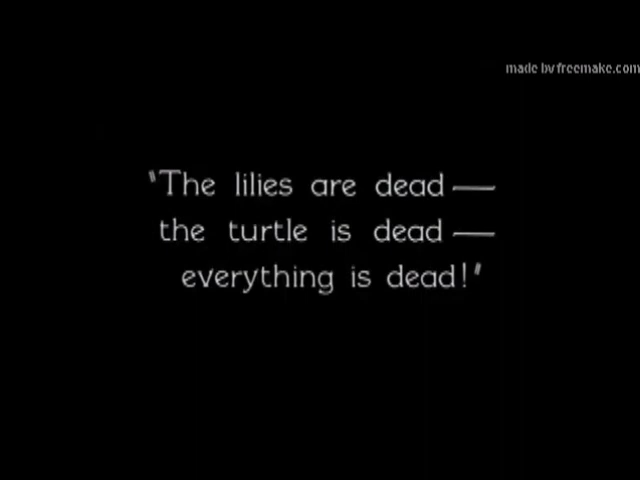 made by freemake.com
"The lilies are dead —
the turtle is dead —
everything is dead!"